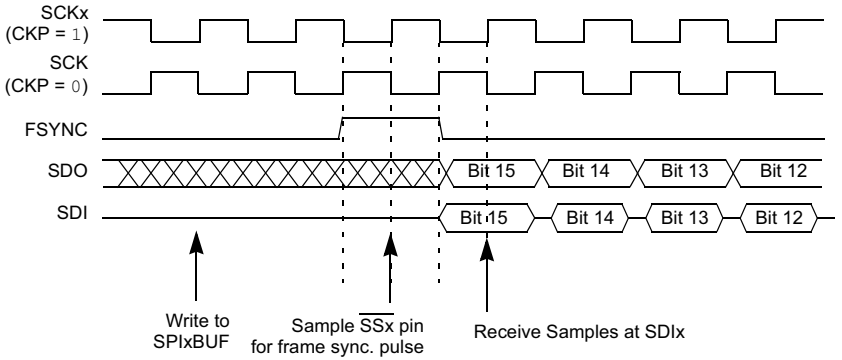 SCKx
(CKP = 1)
SCK
(CKP = 0)
FSYNC
SDO
Bit 15 Bit 14 Bit 13 Bit 12
SDI
Bit 15 Bit 14 Bit 13 Bit 12
Write to
SPIxBUF
Sample SSx pin
for frame sync. pulse
Receive Samples at SDIx